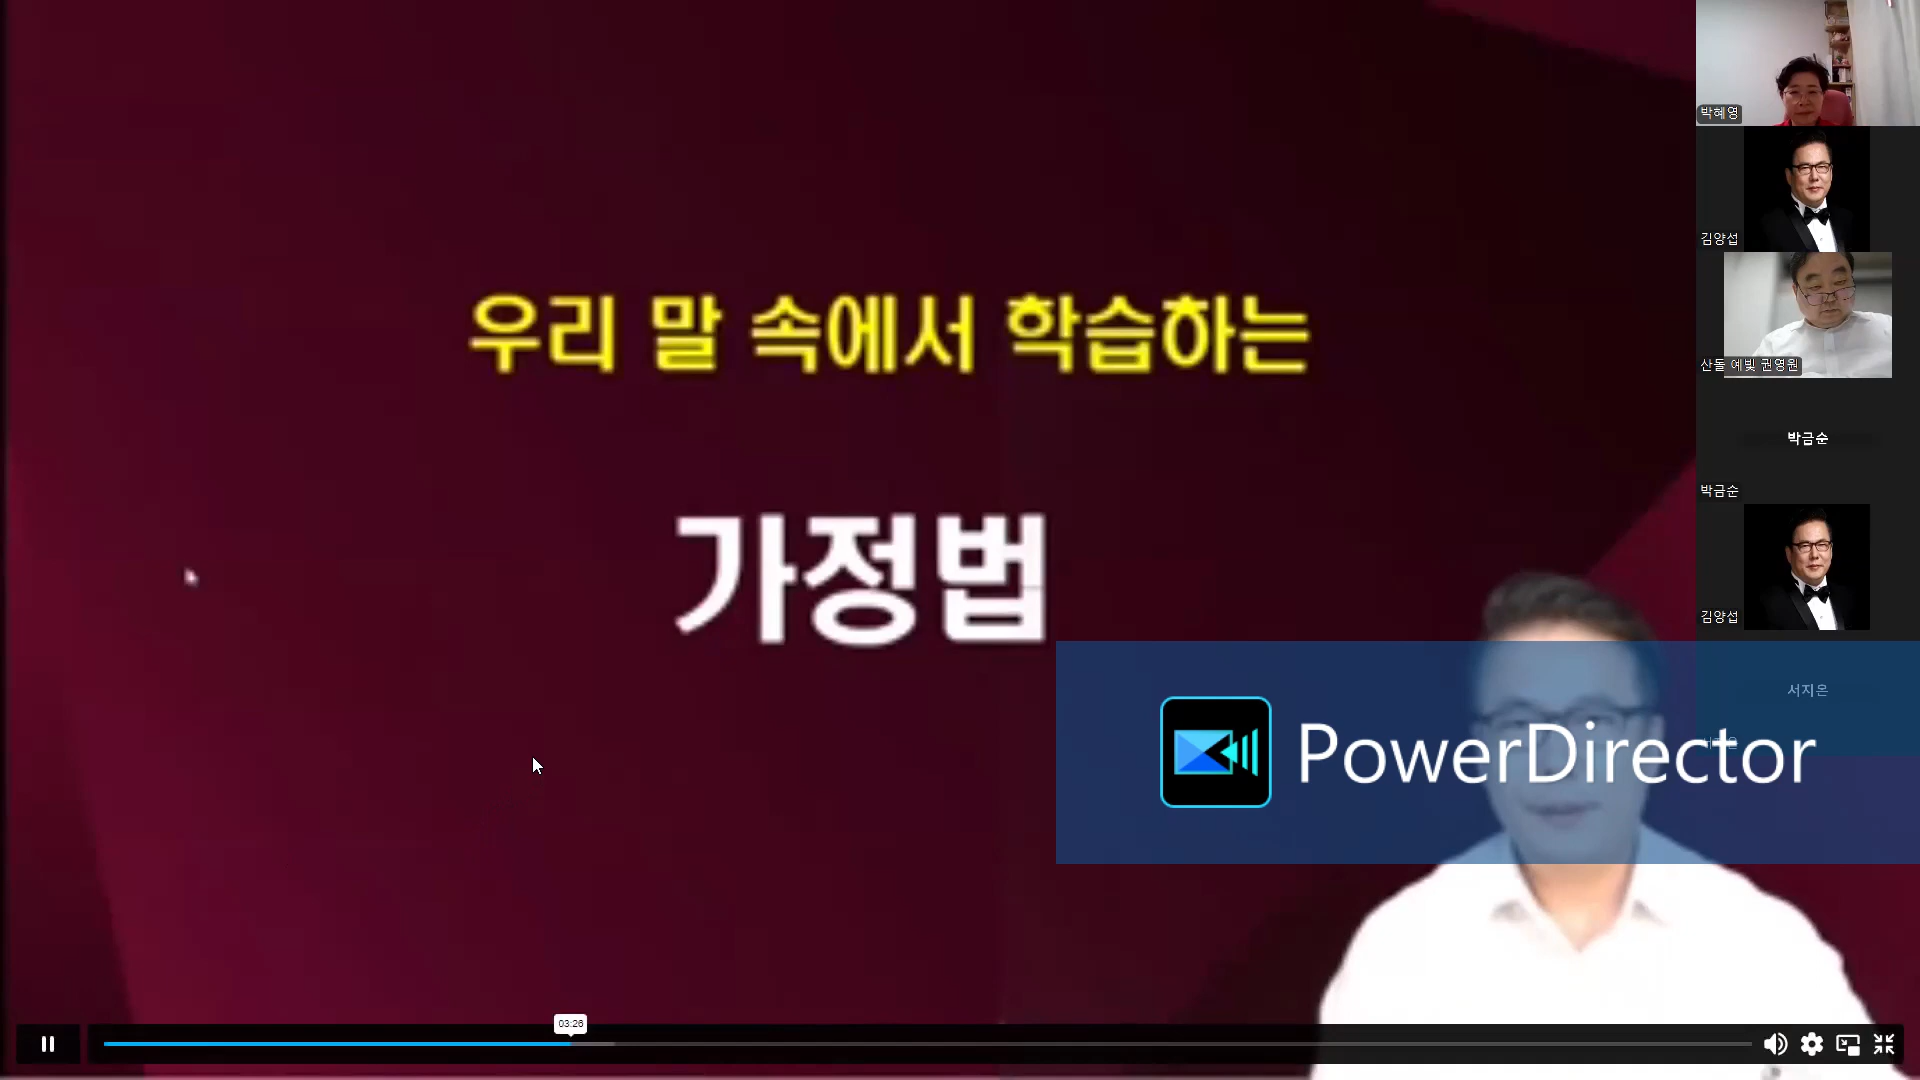 우리 말 속에서 학습하는
가정법
PowerDirector
03:26
박혜영
김양섭
산돌 예빛 권영원
박금순
박금순
김양섭
서지온